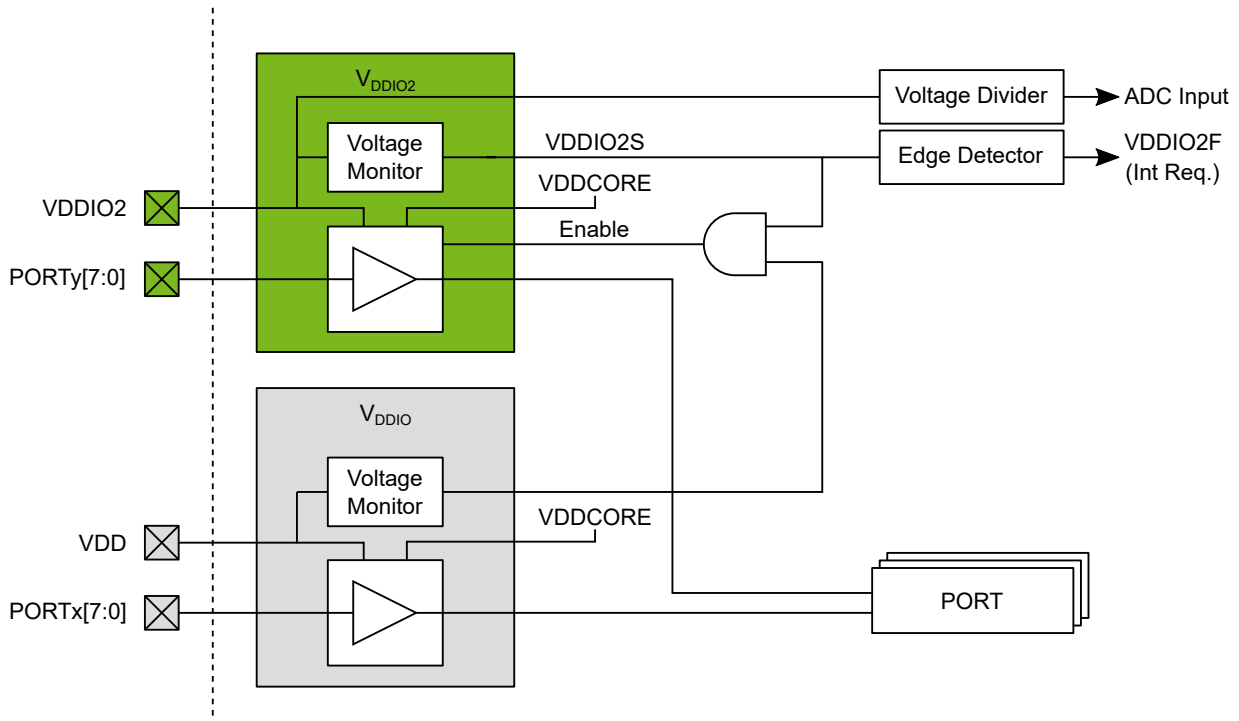 VDDIO2
Voltage Divider
ADC Input
Voltage
Monitor
VDDIO2S
Edge Detector
VDDIO2F
(Int Req.)
VDDCORE
VDDIO2
Enable
PORTy[7:0]
VDDIO
Voltage
Monitor
VDDCORE
VDD
PORTx[7:0]
PORT